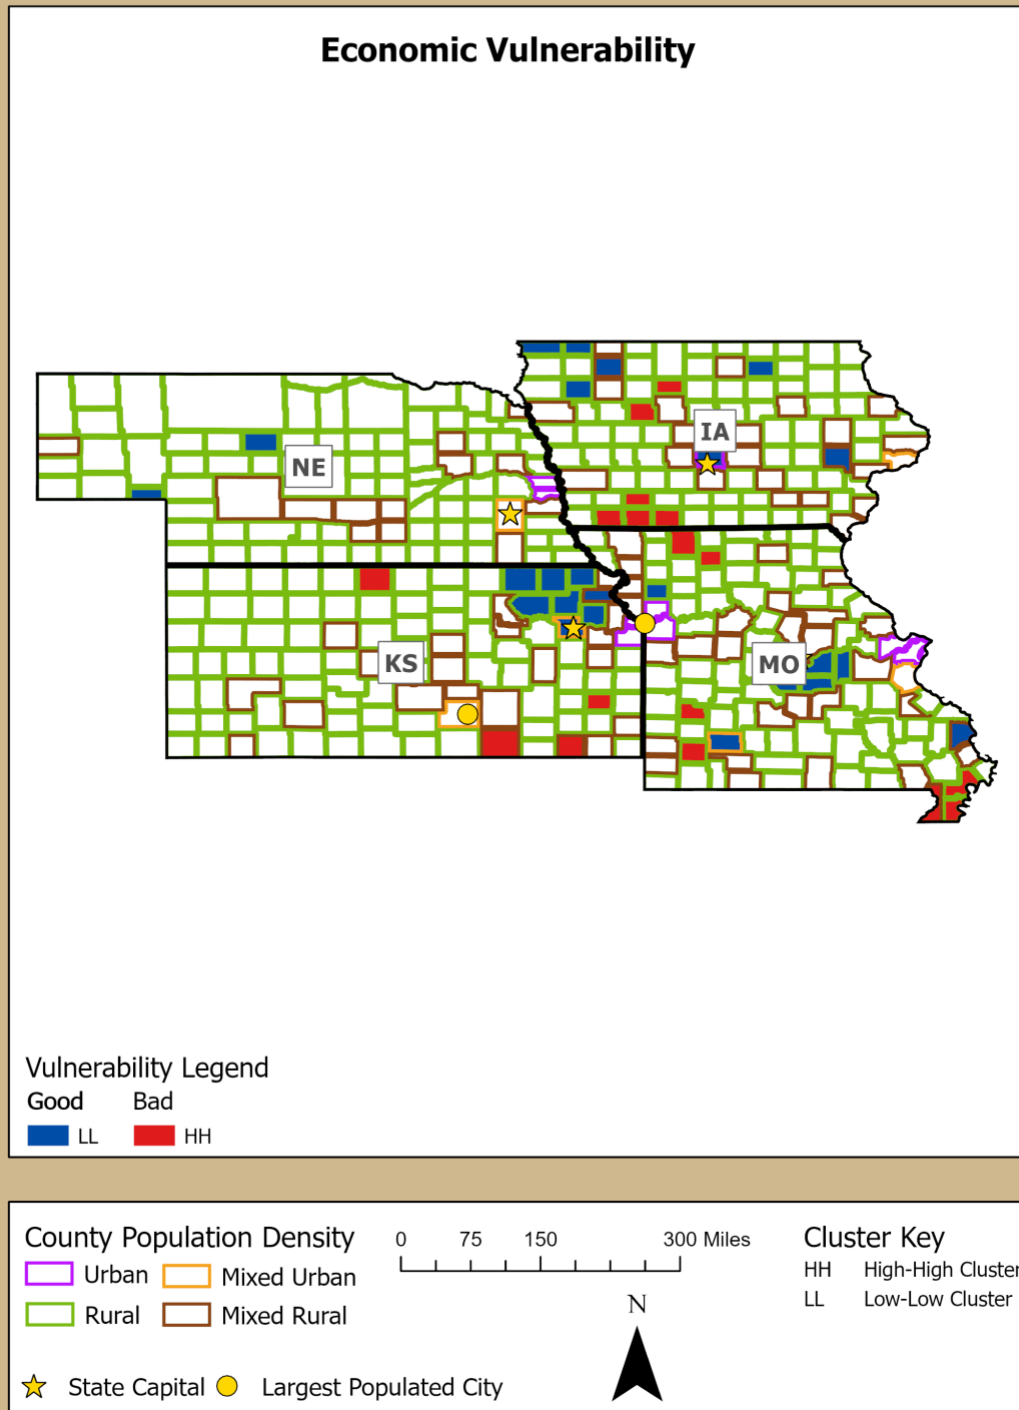 Economic Vulnerability
IA
NE
KS
MO
Vulnerability Legend
Good Bad
LL HH
County Population Density
Urban Mixed Urban
Rural Mixed Rural
State Capital Largest Populated City
0 75 150 300 Miles
N
Cluster Key
HH High-High Cluster
LL Low-Low Cluster